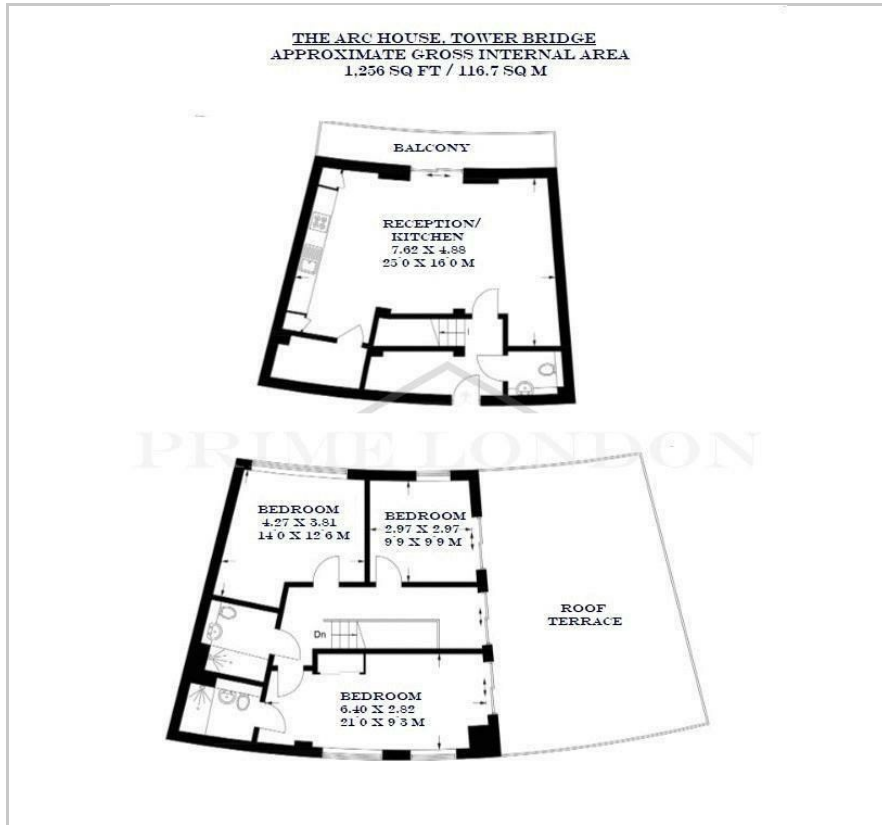 THE ARC HOUSE, TOWER BRIDGE
APPROXIMATE GROSS INTERNAL AREA
1,256 SQ FT / 116.7 SQ M
BALCONY
RECEPTION/
KITCHEN
7.62 X 4.88
25'0 X 16'0 M
PRIME LONDON
BEDROOM
4.27 X 3.81
14'0 X 12'6 M
BEDROOM
2.97 X 2.97
9'9 X 9'9 M
ROOF
TERRACE
Dn
BEDROOM
6.40 X 2.82
21'0 X 9'3 M